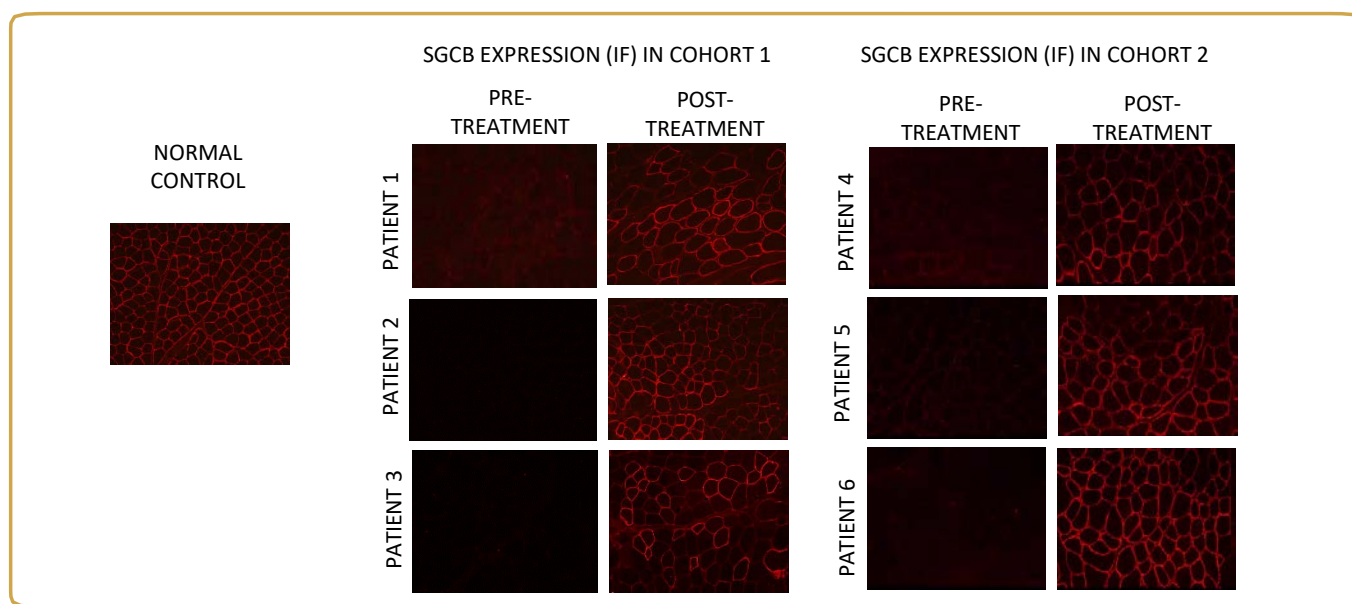 SGCB EXPRESSION (IF) IN COHORT 1
SGCB EXPRESSION (IF) IN COHORT 2
PRE-
TREATMENT
POST-
TREATMENT
PRE-
TREATMENT
POST-
TREATMENT
NORMAL
CONTROL
PATIENT 1
PATIENT 2
PATIENT 3
PATIENT 4
PATIENT 5
PATIENT 6